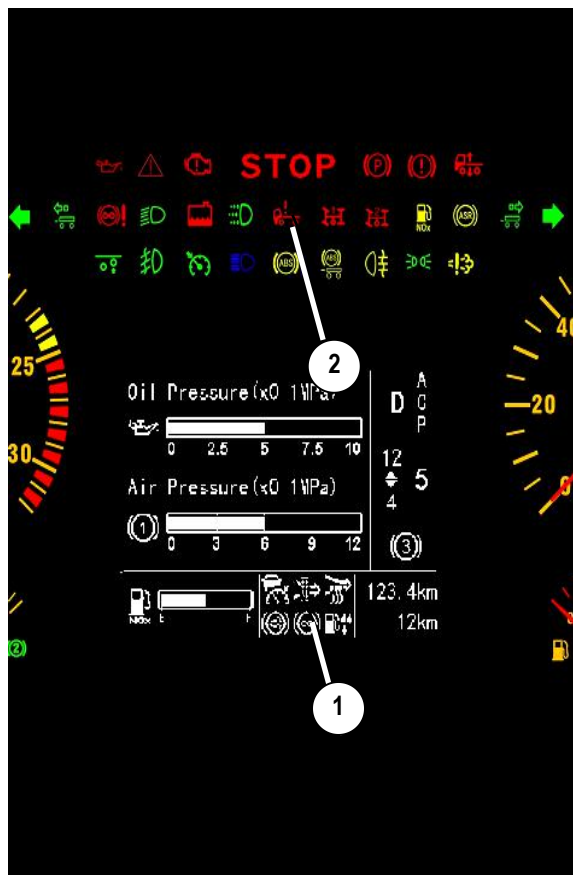 STOP
(P) (!)
NOx (ASR)
(ABS) (ABS)
25
30
40
20
0
2
Oil Pressure(x0 1MPa)
0 2.5 5 7.5 10
Air Pressure(x0 1MPa)
(1)
0 3 6 9 12
D
A
C
P
12
5
4
(3)
NOx
E F
123.4km
12km
(2)
1